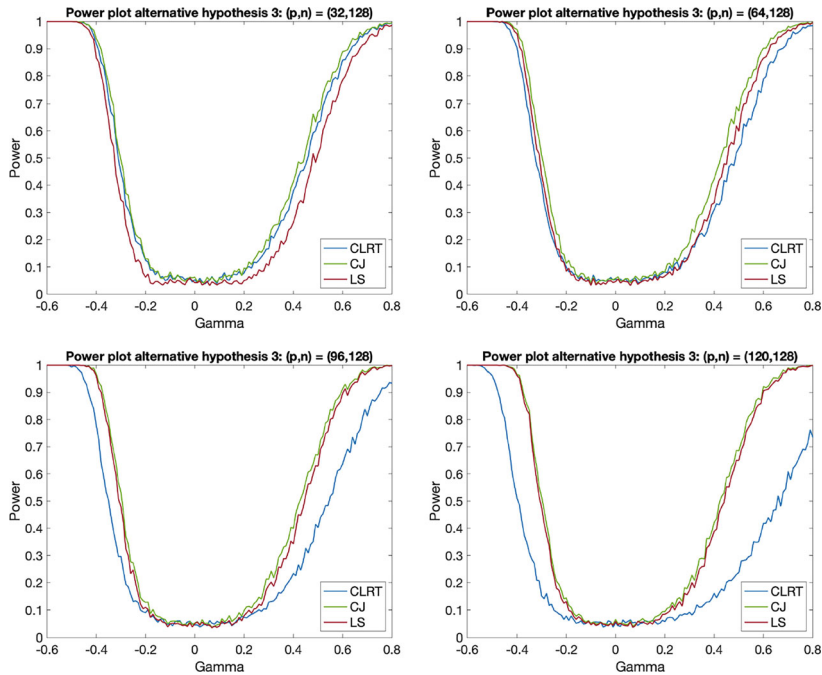 Power plot alternative hypothesis 3: (p,n) = (32,128)
1
0.9
0.8
0.7
0.6
0.5
0.4
0.3
0.2
0.1
0
Power
-0.6 -0.4 -0.2 0 0.2 0.4 0.6 0.8
Gamma
CLRT
CJ
LS
Power plot alternative hypothesis 3: (p,n) = (64,128)
1
0.9
0.8
0.7
0.6
0.5
0.4
0.3
0.2
0.1
0
Power
-0.6 -0.4 -0.2 0 0.2 0.4 0.6 0.8
Gamma
CLRT
CJ
LS
Power plot alternative hypothesis 3: (p,n) = (96,128)
1
0.9
0.8
0.7
0.6
0.5
0.4
0.3
0.2
0.1
0
Power
-0.6 -0.4 -0.2 0 0.2 0.4 0.6 0.8
Gamma
CLRT
CJ
LS
Power plot alternative hypothesis 3: (p,n) = (120,128)
1
0.9
0.8
0.7
0.6
0.5
0.4
0.3
0.2
0.1
0
Power
-0.6 -0.4 -0.2 0 0.2 0.4 0.6 0.8
Gamma
CLRT
CJ
LS